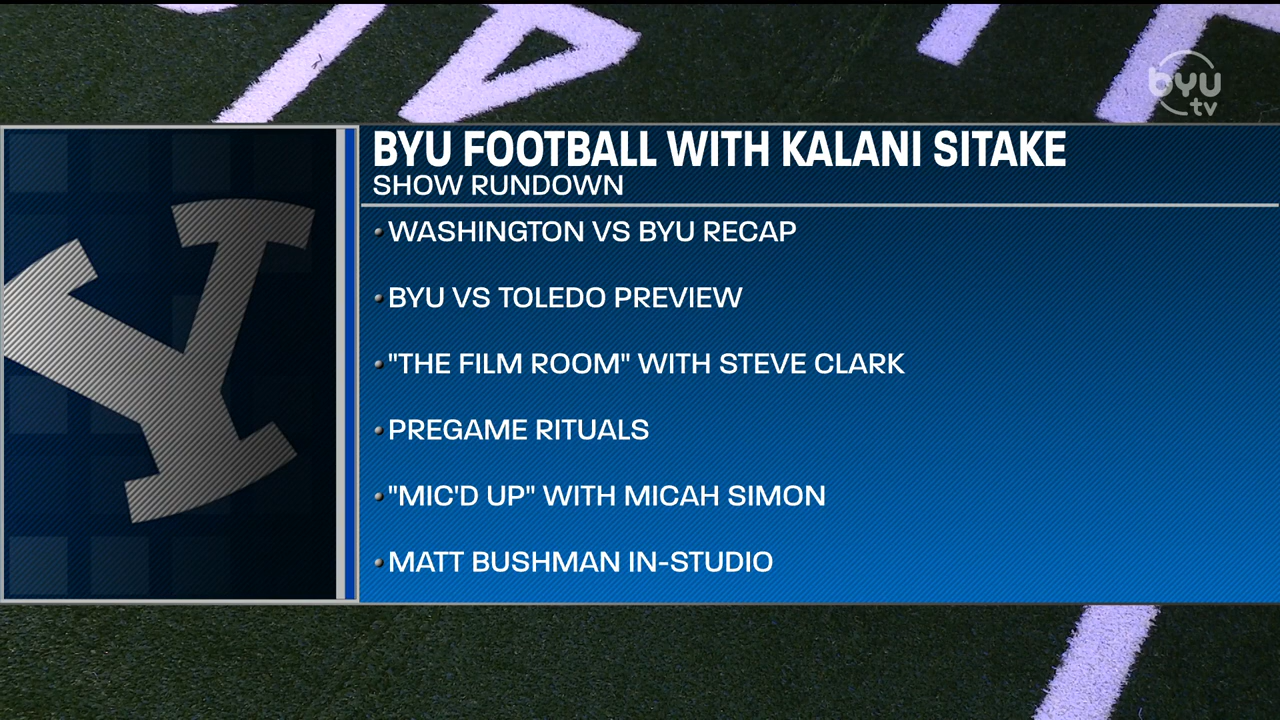 byu
tv
BYU FOOTBALL WITH KALANI SITAKE
SHOW RUNDOWN
WASHINGTON VS BYU RECAP
BYU VS TOLEDO PREVIEW
"THE FILM ROOM" WITH STEVE CLARK
PREGAME RITUALS
"MIC'D UP" WITH MICAH SIMON
MATT BUSHMAN IN-STUDIO
Y